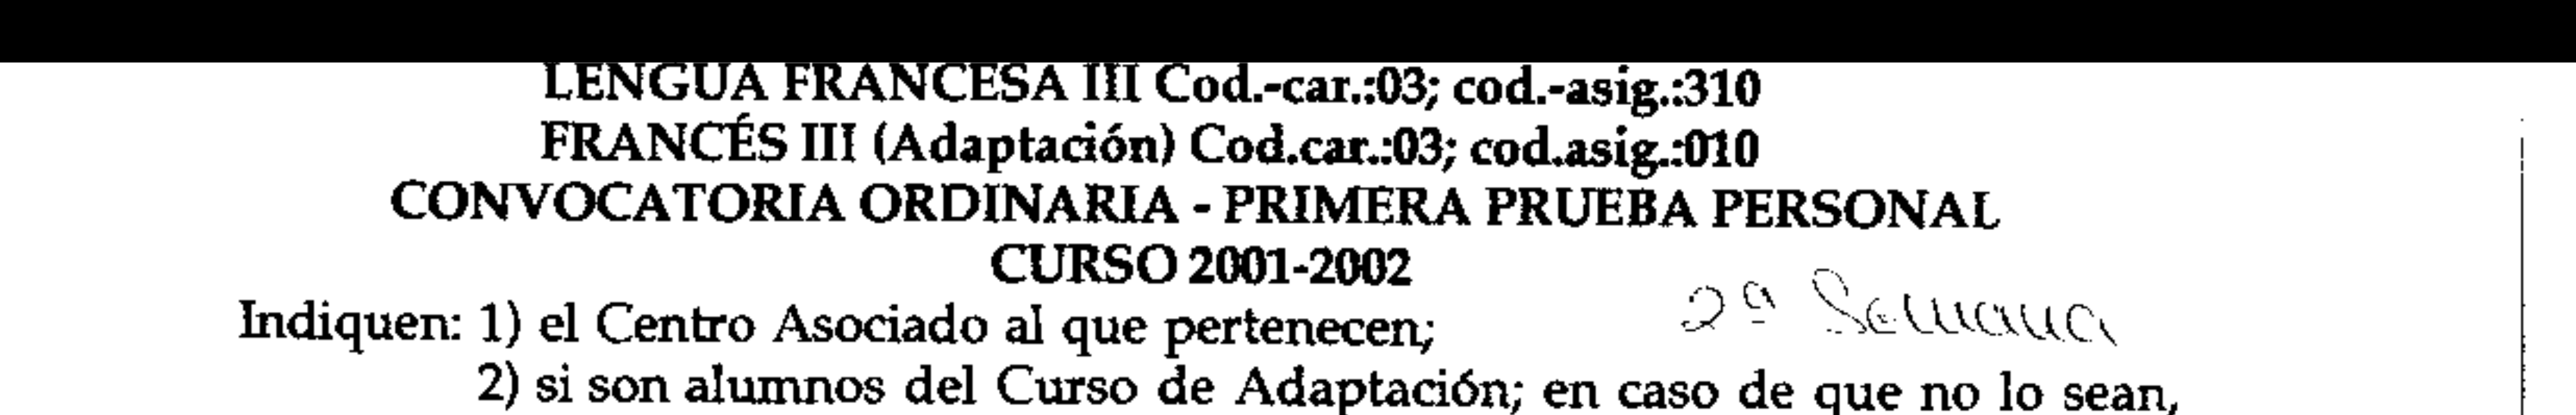 LENGUA FRANCESA III Cod.-car.:03; cod.-asig.:310
FRANCÉS III (Adaptación) Cod.car.:03; cod.asig.:010
CONVOCATORIA ORDINARIA - PRIMERA PRUEBA PERSONAL
CURSO 2001-2002
2ª Semana
Indiquen: 1) el Centro Asociado al que pertenecen;
2) si son alumnos del Curso de Adaptación; en caso de que no lo sean,